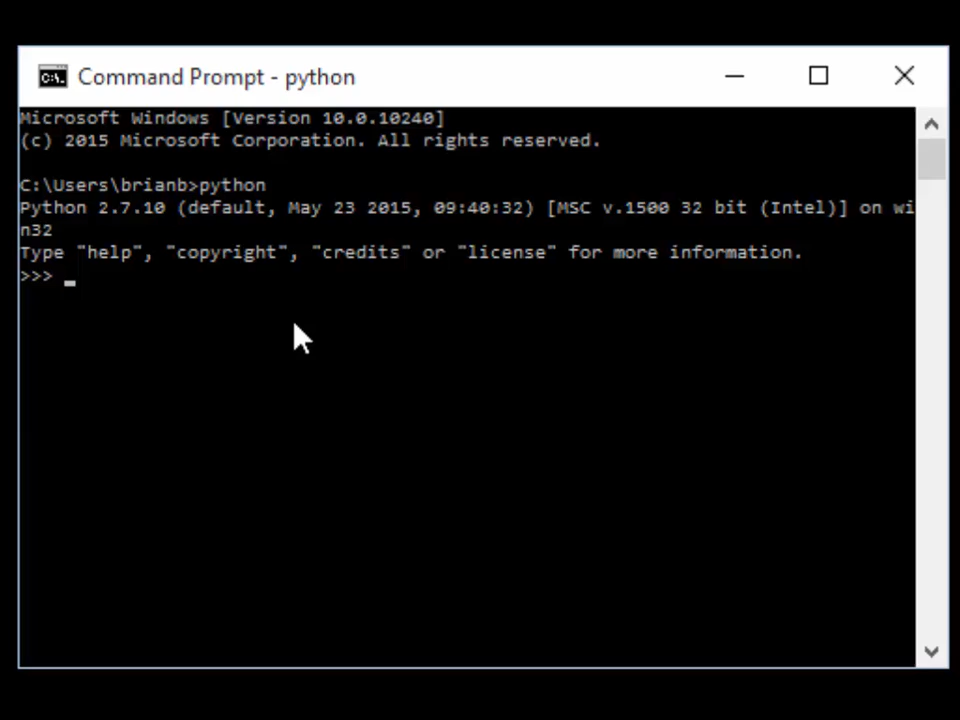 Command Prompt - python
Microsoft Windows [Version 10.0.10240]
(c) 2015 Microsoft Corporation. All rights reserved.
C:\Users\brianb>python
Python 2.7.10 (default, May 23 2015, 09:40:32) [MSC v.1500 32 bit (Intel)] on wi
n32
Type "help", "copyright", "credits" or "license" for more information.
>>> _